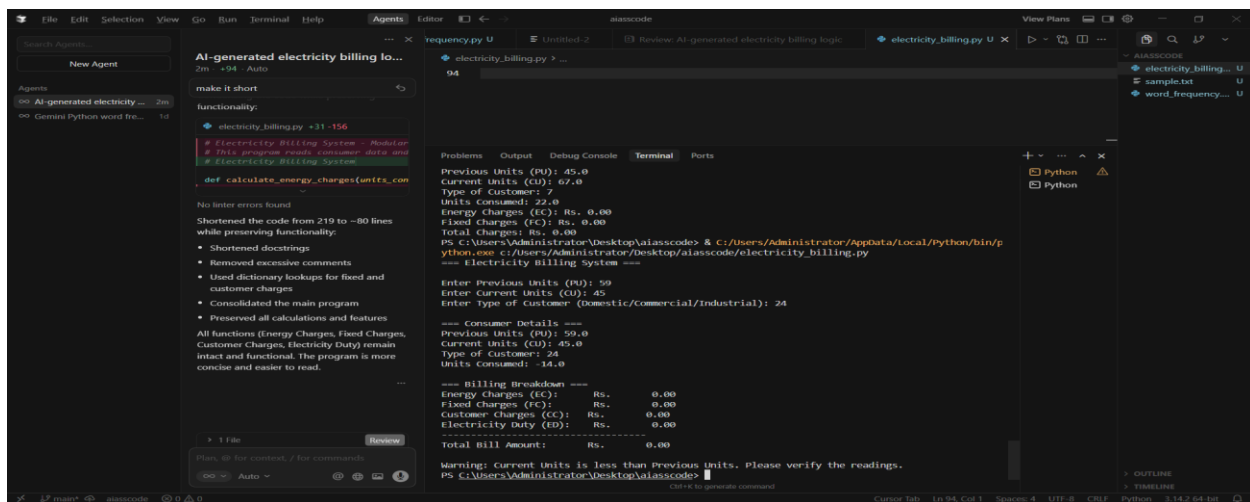 File Edit Selection View Go Run Terminal Help
Agents Editor
aiasscode
View Plans
Search Agents...
New Agent
Agents
AI-generated electricity ... 2m
Gemini Python word fre... 1d
AI-generated electricity billing lo...
2m · +94 · Auto
make it short
functionality:
electricity_billing.py +31 -156
# Electricity Billing System - Modular
# This program reads consumer data and
# Electricity Billing System
def calculate_energy_charges(units_con
No linter errors found
Shortened the code from 219 to ~80 lines
while preserving functionality:
• Shortened docstrings
• Removed excessive comments
• Used dictionary lookups for fixed and
customer charges
• Consolidated the main program
• Preserved all calculations and features
All functions (Energy Charges, Fixed Charges,
Customer Charges, Electricity Duty) remain
intact and functional. The program is more
concise and easier to read.
> 1 File Review
Plan, @ for context, / for commands
Auto
frequency.py U
Untitled-2
Review: AI-generated electricity billing logic
electricity_billing.py U
electricity_billing.py > ...
94
Problems Output Debug Console Terminal Ports
Previous Units (PU): 45.0
Current Units (CU): 67.0
Type of Customer: 7
Units Consumed: 22.0
Energy Charges (EC): Rs. 0.00
Fixed Charges (FC): Rs. 0.00
Total Charges: Rs. 0.00
PS C:\Users\Administrator\Desktop\aiasscode> & C:/Users/Administrator/AppData/Local/Python/bin/p
ython.exe c:/Users/Administrator/Desktop/aiasscode/electricity_billing.py
=== Electricity Billing System ===
Enter Previous Units (PU): 59
Enter Current Units (CU): 45
Enter Type of Customer (Domestic/Commercial/Industrial): 24
=== Consumer Details ===
Previous Units (PU): 59.0
Current Units (CU): 45.0
Type of Customer: 24
Units Consumed: -14.0
=== Billing Breakdown ===
Energy Charges (EC): Rs. 0.00
Fixed Charges (FC): Rs. 0.00
Customer Charges (CC): Rs. 0.00
Electricity Duty (ED): Rs. 0.00
-----------------------------------
Total Bill Amount: Rs. 0.00
Warning: Current Units is less than Previous Units. Please verify the readings.
PS C:\Users\Administrator\Desktop\aiasscode>
Ctrl+K to generate command
Python
Python
AIASSCODE
electricity_billing... U
sample.txt U
word_frequency.... U
> OUTLINE
> TIMELINE
main* aiasscode 0 0
Cursor Tab Ln 94, Col 1 Spaces: 4 UTF-8 CRLF Python 3.14.2 64-bit